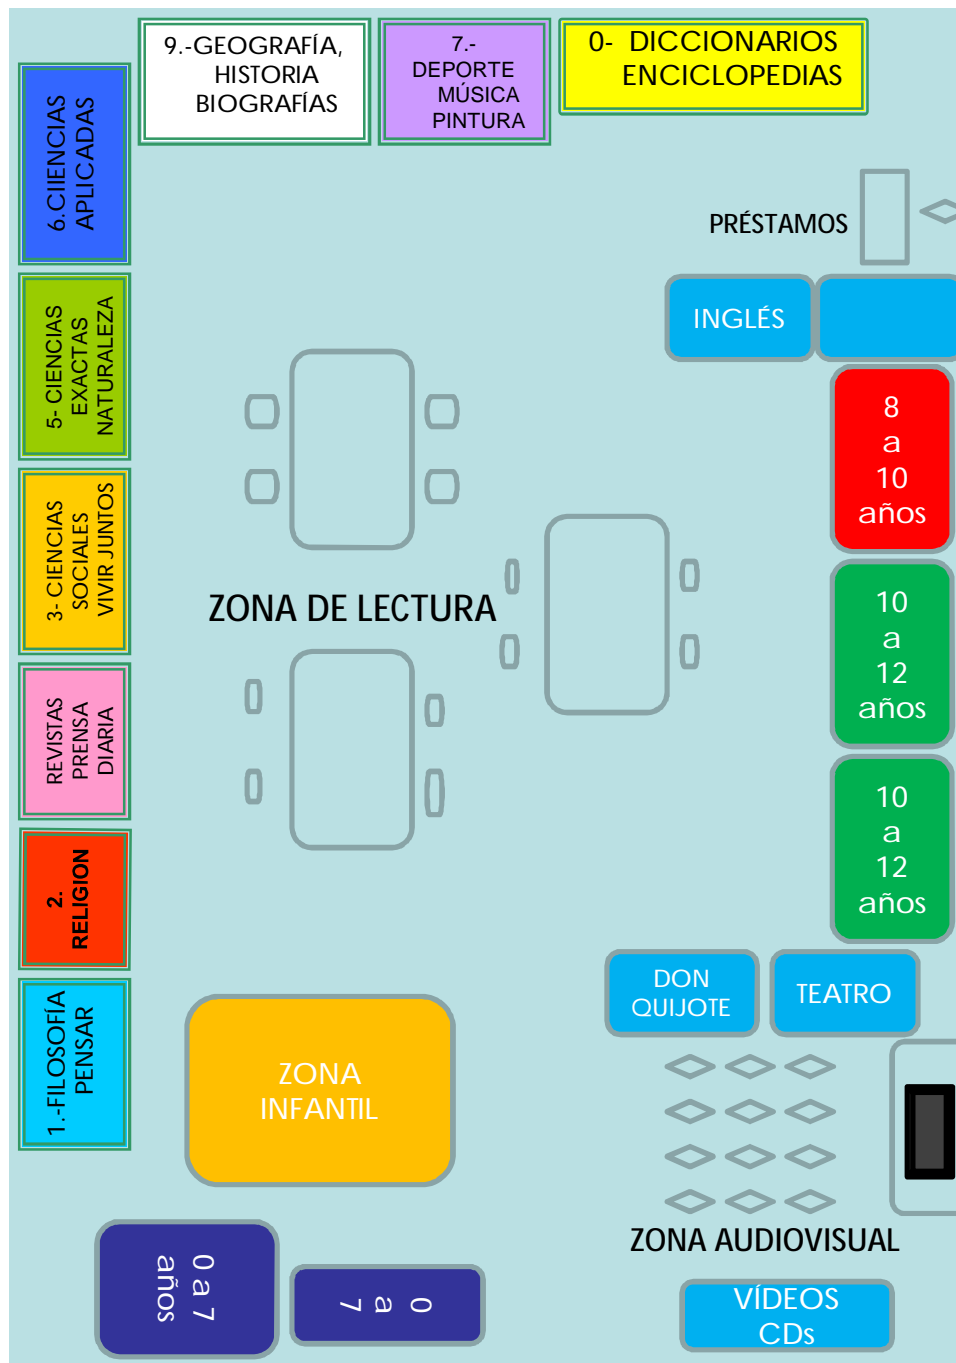 9.-GEOGRAFÍA,
HISTORIA
BIOGRAFÍAS
7.-
DEPORTE
MÚSICA
PINTURA
0- DICCIONARIOS
ENCICLOPEDIAS
6.CIIENCIAS
APLICADAS
PRÉSTAMOS
INGLÉS
5- CIENCIAS
EXACTAS
NATURALEZA
8
a
10
años
3- CIENCIAS
SOCIALES
VIVIR JUNTOS
ZONA DE LECTURA
10
a
12
años
REVISTAS
PRENSA
DIARIA
10
a
12
años
2.
RELIGION
DON
QUIJOTE
TEATRO
1.-FILOSOFÍA
PENSAR
ZONA
INFANTIL
ZONA AUDIOVISUAL
0 a 7
años
0
a
7
VÍDEOS
CDs